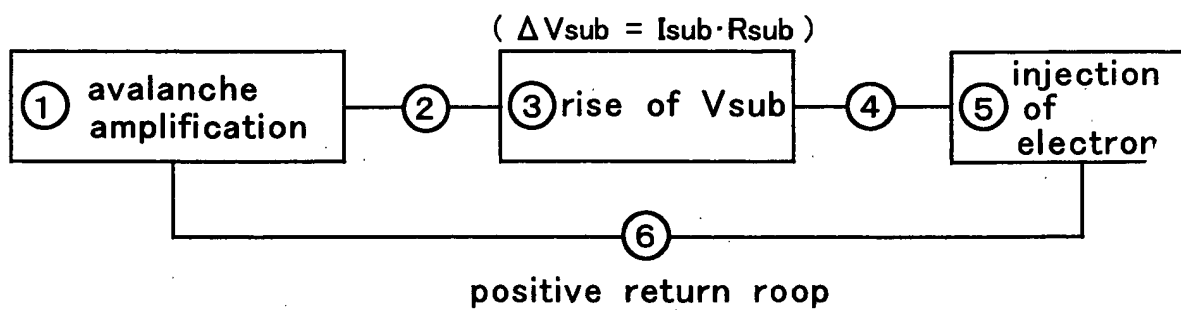 ( ΔVsub = Isub·Rsub )
① avalanche
amplification
②
③ rise of Vsub
④
⑤ injection
of
electron
⑥
positive return roop